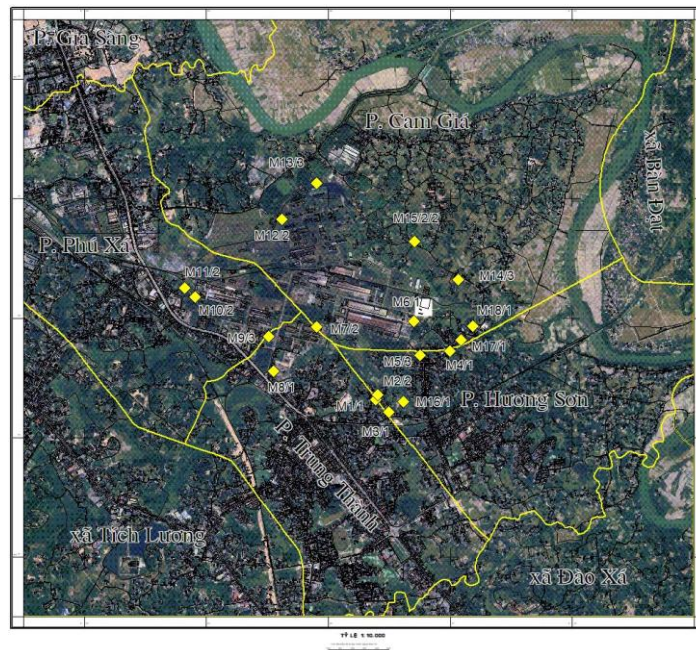 P. Gia Sàng
P. Cam Giá
xã Bàn Đạt
M13/3
M12/2
M15/2/2
P. Phú Xá
M11/2
M14/3
M10/2
M6/1
M18/1
M7/2
M9/3
M17/1
M5/3
M4/1
M8/1
M2/2
M1/1
M16/1
P. Hương Sơn
M3/1
P. Trung Thành
xã Tích Lương
xã Đào Xá
TỶ LỆ 1:10.000